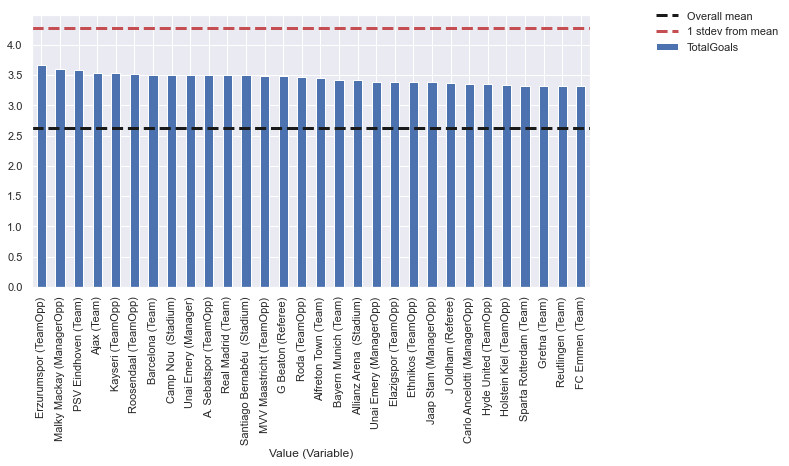 Overall mean
1 stdev from mean
TotalGoals
4.0
3.5
3.0
2.5
2.0
1.5
1.0
0.5
0.0
Erzurumspor (TeamOpp)
Malky Mackay (ManagerOpp)
PSV Eindhoven (Team)
Ajax (Team)
Kayseri (TeamOpp)
Roosendaal (TeamOpp)
Barcelona (Team)
Camp Nou  (Stadium)
Unai Emery (Manager)
A. Sebatspor (TeamOpp)
Real Madrid (Team)
Santiago Bernabéu  (Stadium)
MVV Maastricht (TeamOpp)
G Beaton (Referee)
Roda (TeamOpp)
Alfreton Town (Team)
Bayern Munich (Team)
Allianz Arena  (Stadium)
Unai Emery (ManagerOpp)
Elazigspor (TeamOpp)
Ethnikos (TeamOpp)
Jaap Stam (ManagerOpp)
J Oldham (Referee)
Carlo Ancelotti (ManagerOpp)
Hyde United (TeamOpp)
Holstein Kiel (TeamOpp)
Sparta Rotterdam (Team)
Gretna (Team)
Reutlingen (Team)
FC Emmen (Team)
Value (Variable)